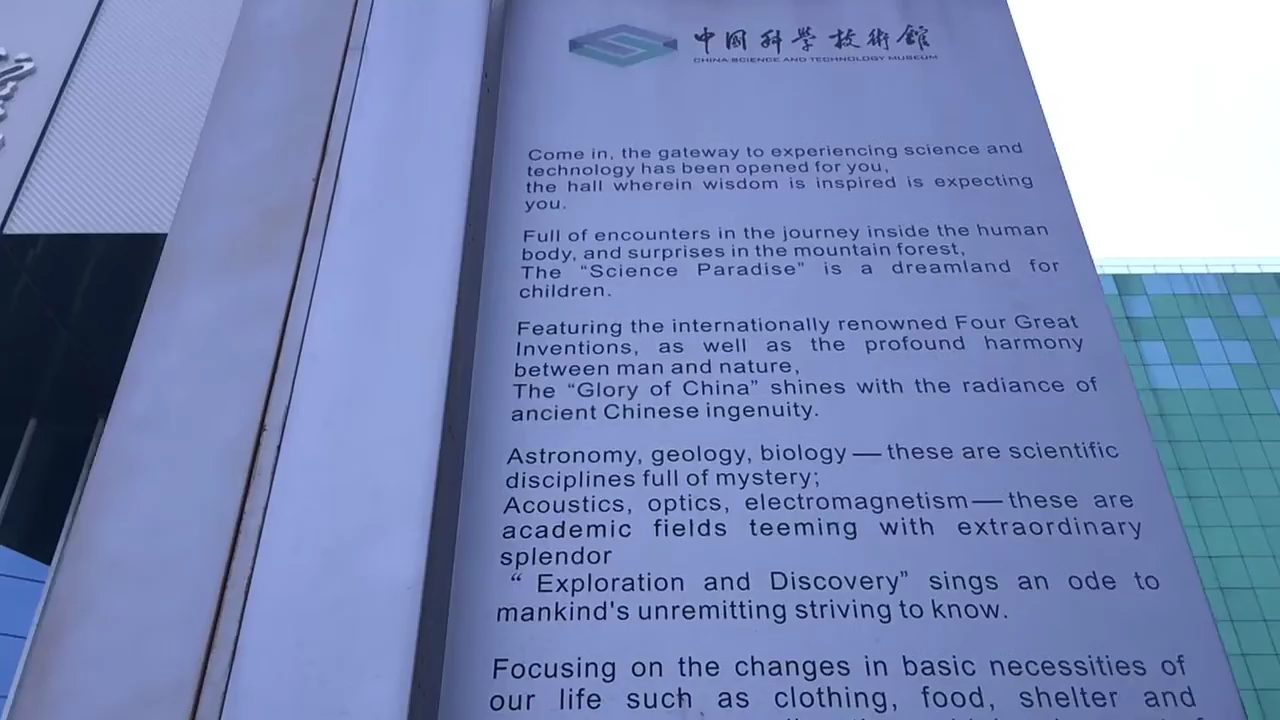 中國科學技術館
CHINA SCIENCE AND TECHNOLOGY MUSEUM
Come in, the gateway to experiencing science and
technology has been opened for you,
the hall wherein wisdom is inspired is expecting
you.
Full of encounters in the journey inside the human
body, and surprises in the mountain forest,
The “Science Paradise” is a dreamland for
children.
Featuring the internationally renowned Four Great
Inventions, as well as the profound harmony
between man and nature,
The “Glory of China” shines with the radiance of
ancient Chinese ingenuity.
Astronomy, geology, biology — these are scientific
disciplines full of mystery;
Acoustics, optics, electromagnetism — these are
academic fields teeming with extraordinary
splendor
“ Exploration and Discovery” sings an ode to
mankind's unremitting striving to know.
Focusing on the changes in basic necessities of
our life such as clothing, food, shelter and